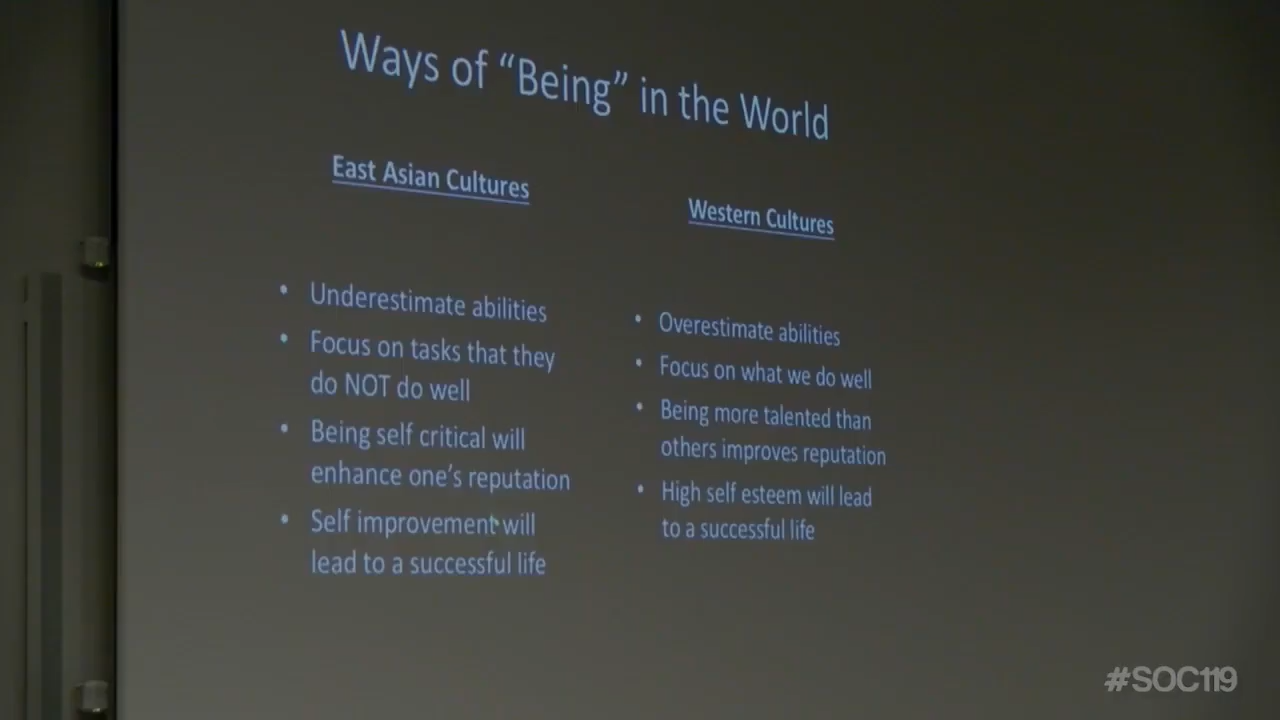 Ways of “Being” in the World
East Asian Cultures
• Underestimate abilities
• Focus on tasks that they
do NOT do well
• Being self critical will
enhance one’s reputation
• Self improvement will
lead to a successful life
Western Cultures
• Overestimate abilities
• Focus on what we do well
• Being more talented than
others improves reputation
• High self esteem will lead
to a successful life
#SOC119